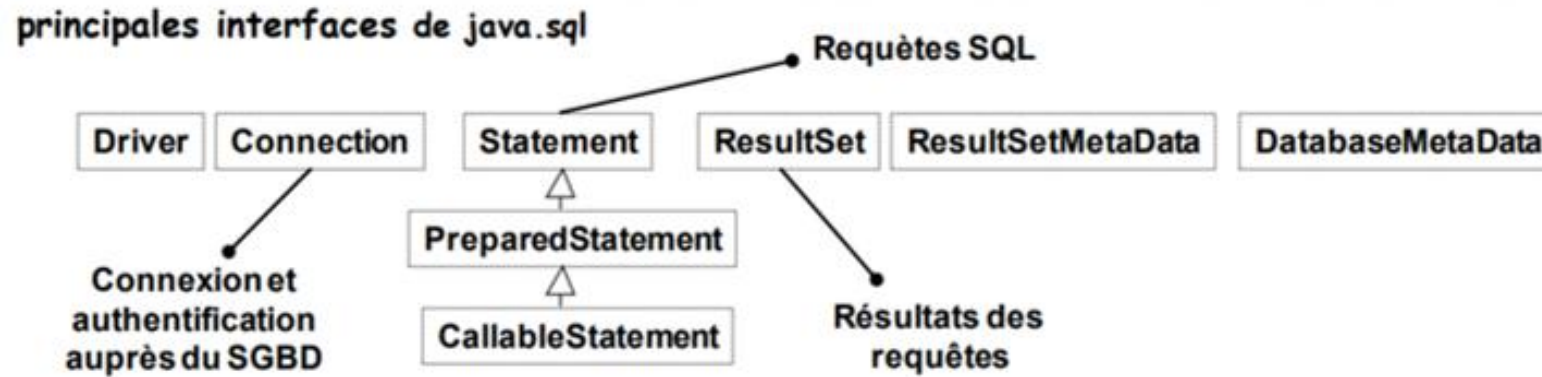 principales interfaces de java.sql
Requètes SQL
Driver
Connection
Statement
ResultSet
ResultSetMetaData
DatabaseMetaData
PreparedStatement
Connexion et
authentification
auprès du SGBD
CallableStatement
Résultats des
requêtes